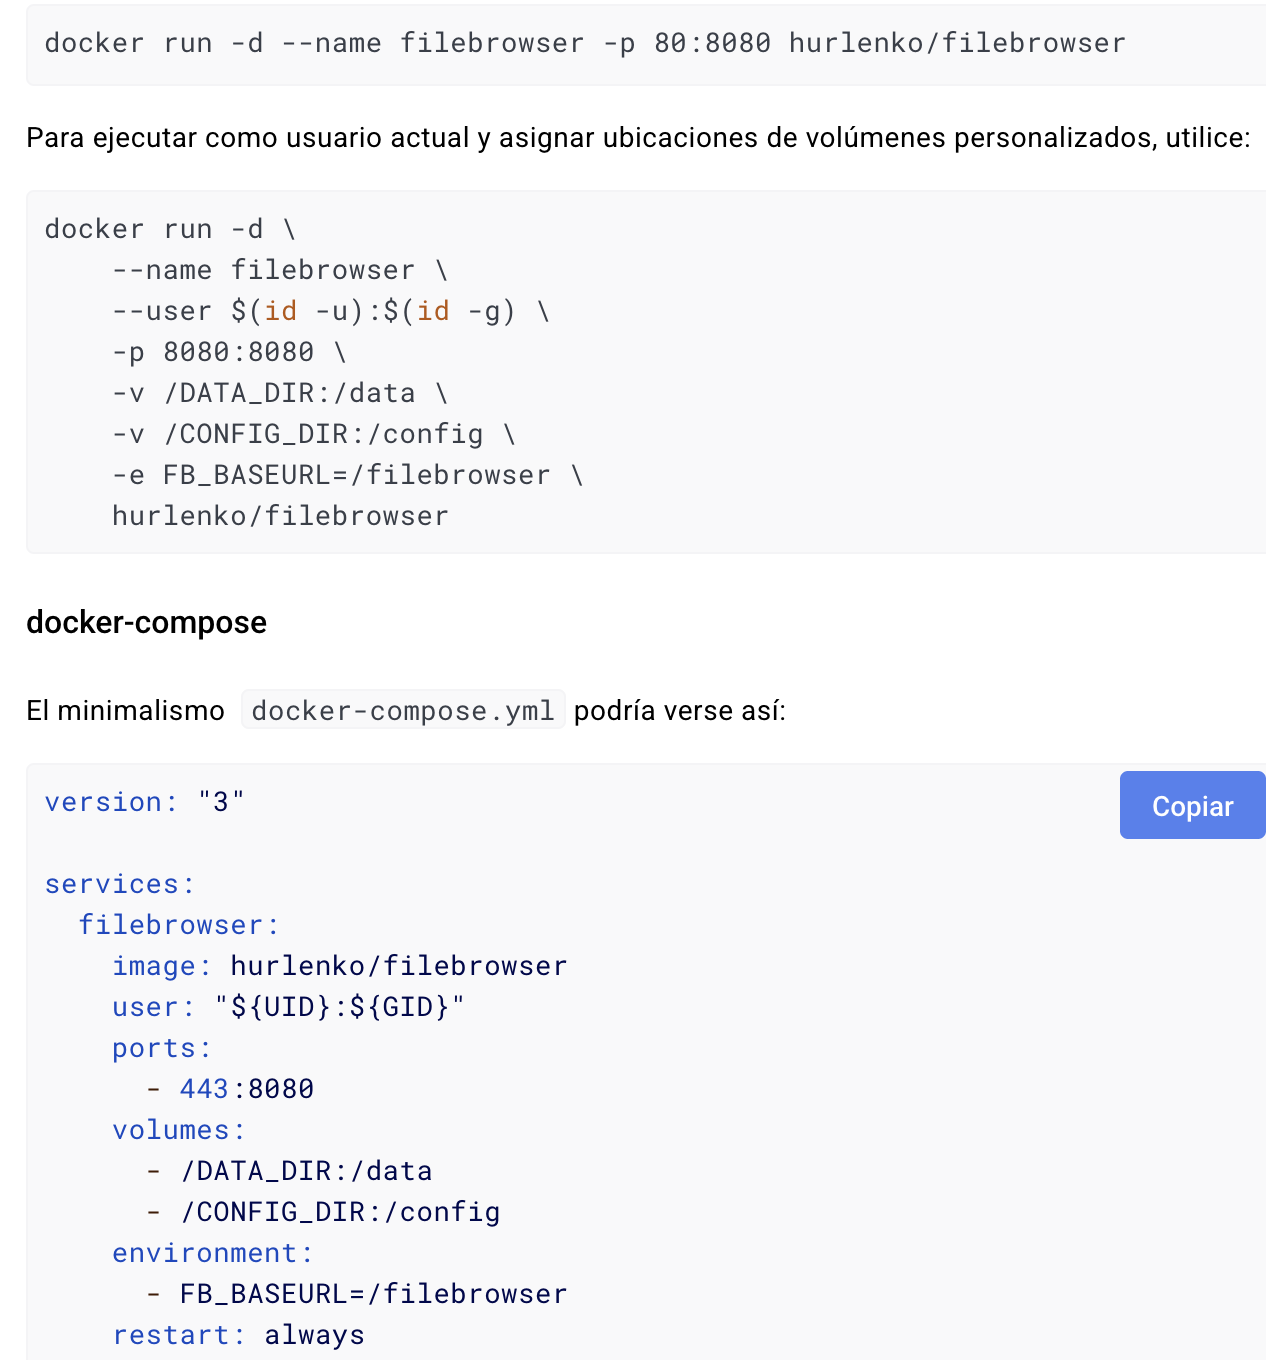 docker run -d --name filebrowser -p 80:8080 hurlenko/filebrowser
Para ejecutar como usuario actual y asignar ubicaciones de volúmenes personalizados, utilice:
docker run -d \
    --name filebrowser \
    --user $(id -u):$(id -g) \
    -p 8080:8080 \
    -v /DATA_DIR:/data \
    -v /CONFIG_DIR:/config \
    -e FB_BASEURL=/filebrowser \
    hurlenko/filebrowser
docker-compose
El minimalismo docker-compose.yml podría verse así:
version: "3"
Copiar
services:
  filebrowser:
    image: hurlenko/filebrowser
    user: "${UID}:${GID}"
    ports:
      - 443:8080
    volumes:
      - /DATA_DIR:/data
      - /CONFIG_DIR:/config
    environment:
      - FB_BASEURL=/filebrowser
    restart: always